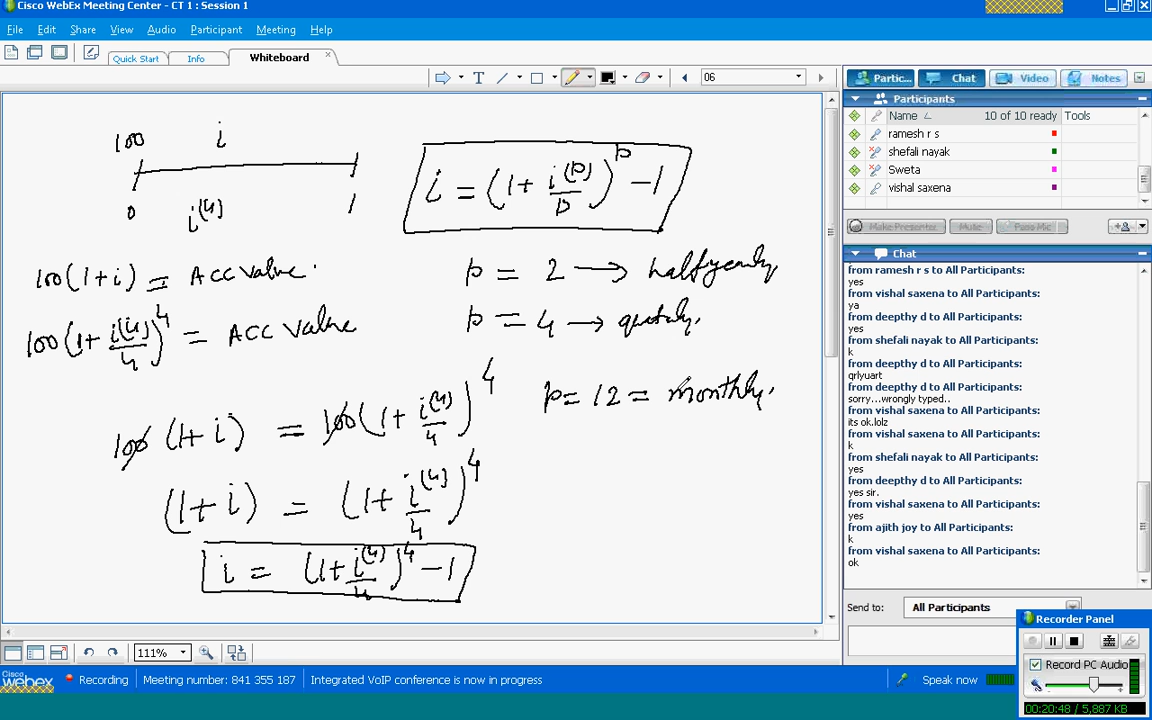 Cisco WebEx Meeting Center - CT 1 : Session 1
File Edit Share View Audio Participant Meeting Help
Quick Start Info Whiteboard
T 06
Partic... Chat Video Notes
Participants
Name 10 of 10 ready Tools
ramesh r s
shefali nayak
Sweta
vishal saxena
Make Presenter Mute Pass Mic
100 i
0 i^(4) 1
i = (1 + i^(p)/p)^p - 1
100(1+i) = Acc Value.
100(1 + i^(4)/4)^4 = Acc Value
100(1+i) = 100(1 + i^(4)/4)^4
(1+i) = (1 + i^(4)/4)^4
i = (1 + i^(4)/4)^4 - 1
p = 2 → halfyearly
p = 4 → quterly.
p = 12 = monthly.
Chat
from ramesh r s to All Participants:
yes
from vishal saxena to All Participants:
ya
from deepthy d to All Participants:
yes
from shefali nayak to All Participants:
k
from deepthy d to All Participants:
qrlyuart
from deepthy d to All Participants:
sorry...wrongly typed..
from vishal saxena to All Participants:
its ok.lolz
from vishal saxena to All Participants:
k
from shefali nayak to All Participants:
yes
from deepthy d to All Participants:
yes sir.
from vishal saxena to All Participants:
yes
from ajith joy to All Participants:
k
from vishal saxena to All Participants:
ok
Send to: All Participants
Recorder Panel
Record PC Audio
00:20:48 / 5,887 KB
111%
Cisco webex Recording Meeting number: 841 355 187 Integrated VoIP conference is now in progress Speak now